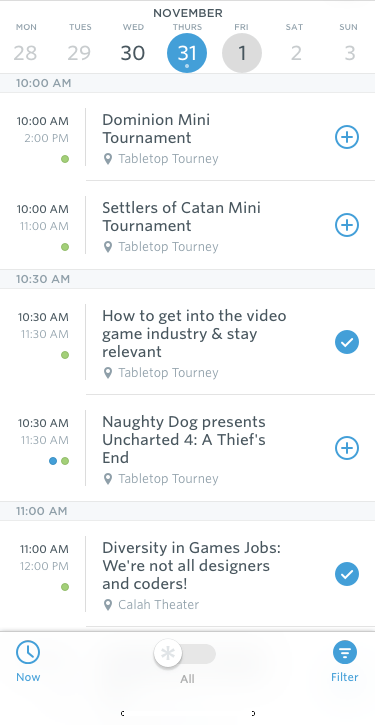 NOVEMBER
MON TUES WED THURS FRI SAT SUN
28 29 30 31 1 2 3
10:00 AM
10:00 AM
2:00 PM
Dominion Mini
Tournament
Tabletop Tourney
10:00 AM
11:00 AM
Settlers of Catan Mini
Tournament
Tabletop Tourney
10:30 AM
10:30 AM
11:30 AM
How to get into the video
game industry & stay
relevant
Tabletop Tourney
10:30 AM
11:30 AM
Naughty Dog presents
Uncharted 4: A Thief's
End
Tabletop Tourney
11:00 AM
11:00 AM
12:00 PM
Diversity in Games Jobs:
We're not all designers
and coders!
Calah Theater
Now All Filter